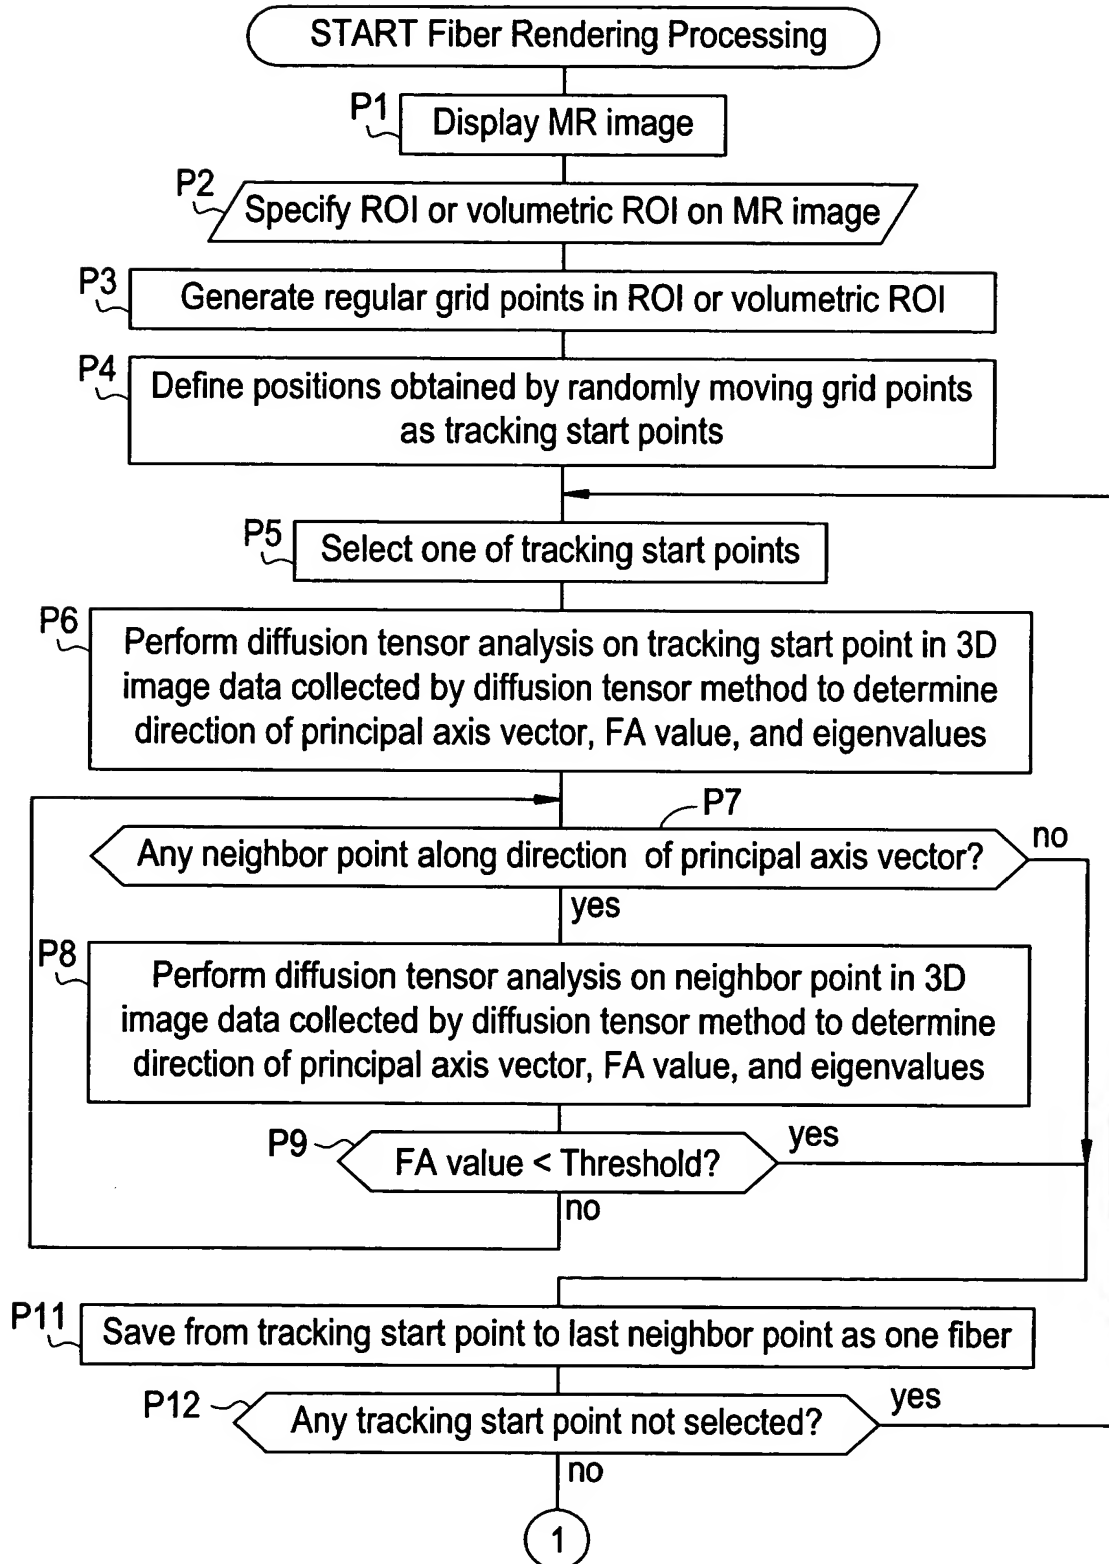 START Fiber Rendering Processing
P1
Display MR image
P2
Specify ROI or volumetric ROI on MR image
P3
Generate regular grid points in ROI or volumetric ROI
P4
Define positions obtained by randomly moving grid points
as tracking start points
P5
Select one of tracking start points
P6
Perform diffusion tensor analysis on tracking start point in 3D
image data collected by diffusion tensor method to determine
direction of principal axis vector, FA value, and eigenvalues
P7
Any neighbor point along direction of principal axis vector?
no
yes
P8
Perform diffusion tensor analysis on neighbor point in 3D
image data collected by diffusion tensor method to determine
direction of principal axis vector, FA value, and eigenvalues
P9
FA value < Threshold?
yes
no
P11
Save from tracking start point to last neighbor point as one fiber
P12
Any tracking start point not selected?
yes
no
1